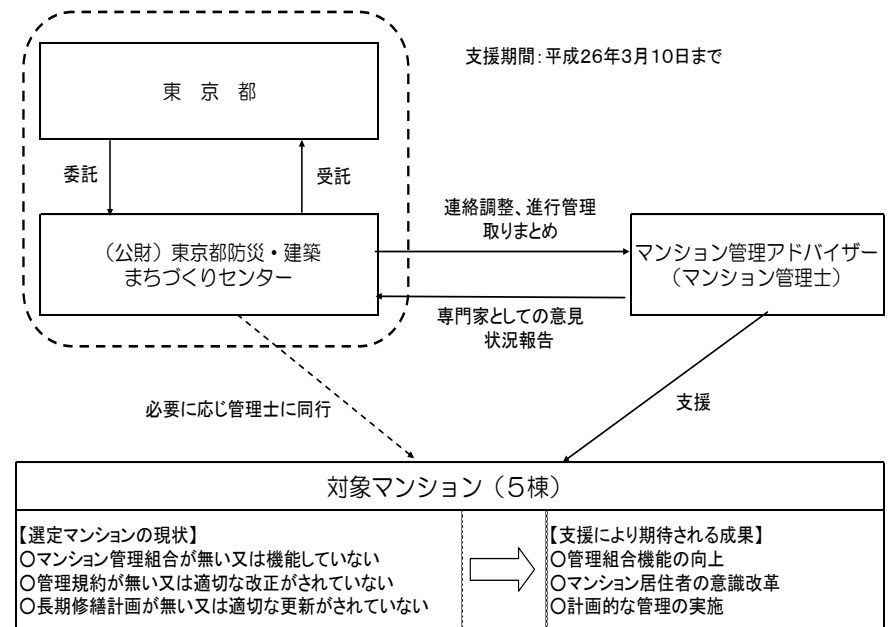 支援期間:平成26年3月10日まで
東 京 都
委託
受託
(公財)東京都防災・建築
まちづくりセンター
連絡調整、進行管理
取りまとめ
マンション管理アドバイザー
(マンション管理士)
専門家としての意見
状況報告
必要に応じ管理士に同行
支援
対象マンション(5棟)
【選定マンションの現状】
〇マンション管理組合が無い又は機能していない
〇管理規約が無い又は適切な改正がされていない
〇長期修繕計画が無い又は適切な更新がされていない
【支援により期待される成果】
〇管理組合機能の向上
〇マンション居住者の意識改革
〇計画的な管理の実施